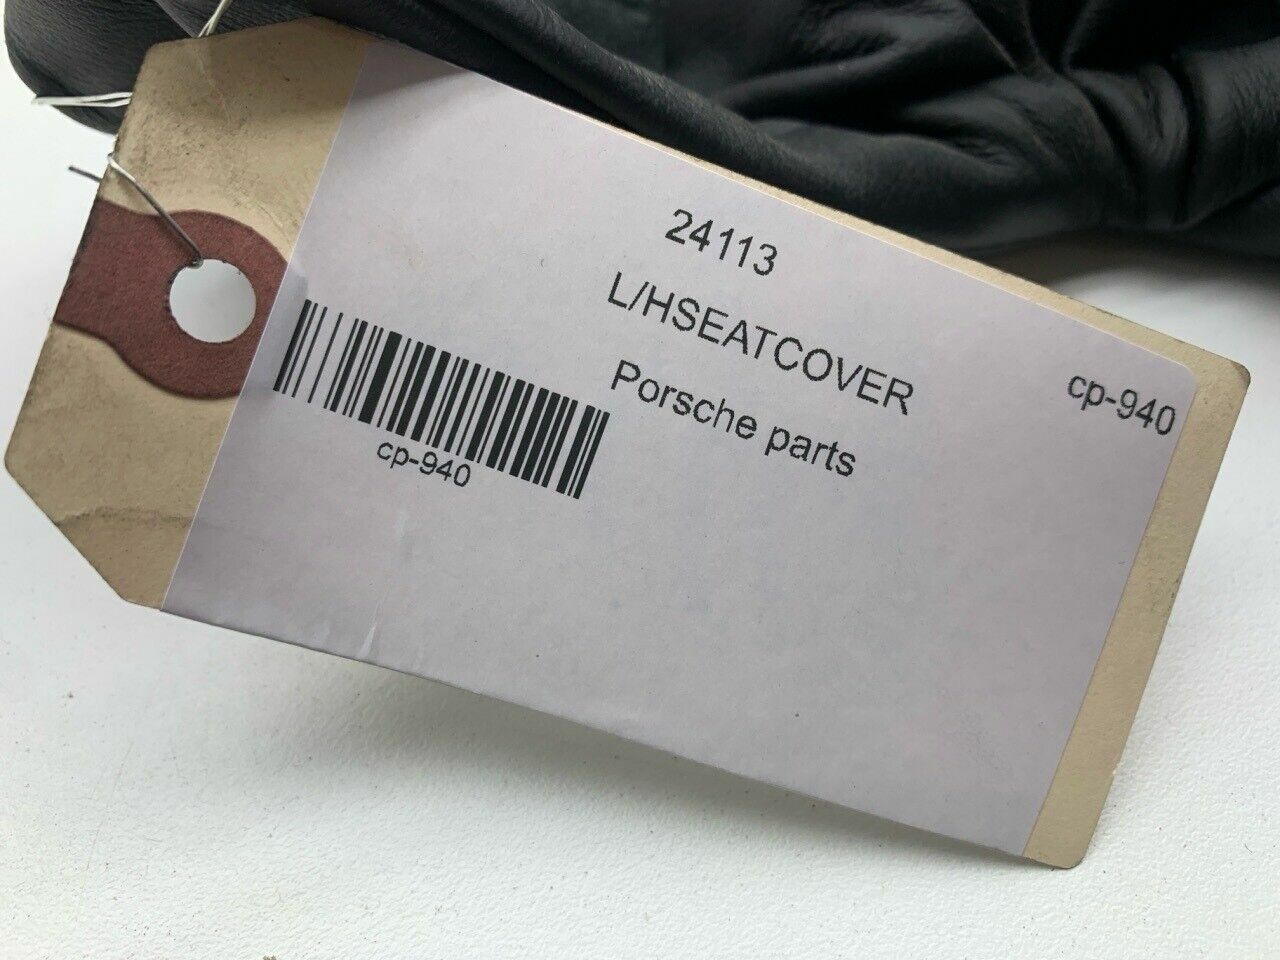 24113
L/HSEATCOVER
Porsche parts
cp-940
cp-940